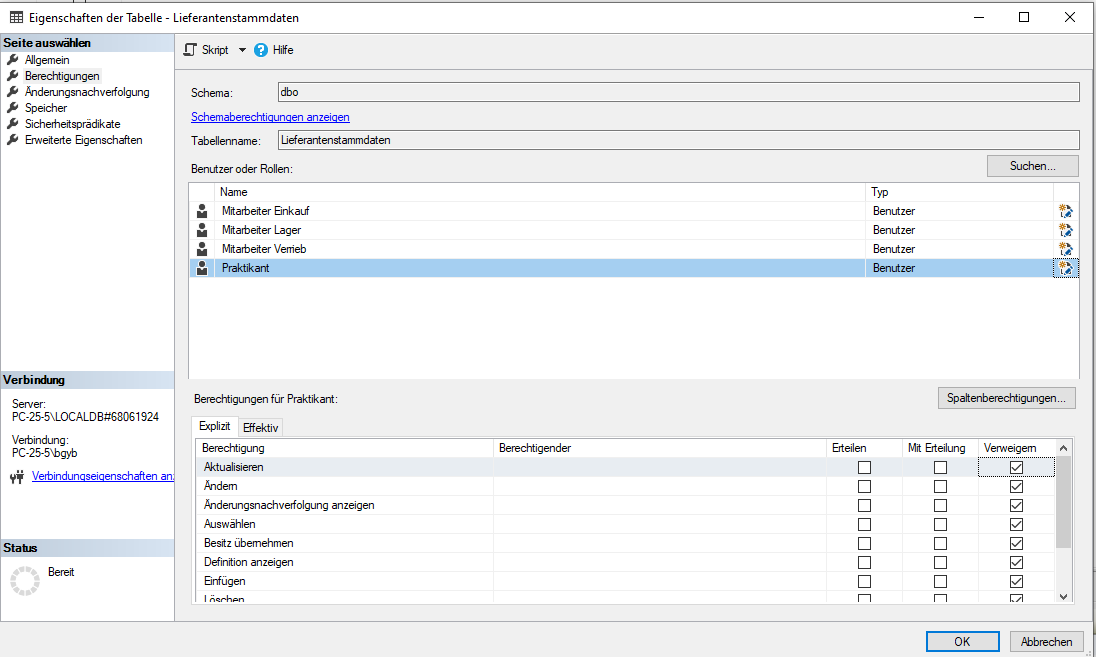 Eigenschaften der Tabelle - Lieferantenstammdaten
Seite auswählen
Allgemein
Berechtigungen
Änderungsnachverfolgung
Speicher
Sicherheitsprädikate
Erweiterte Eigenschaften
Skript
Hilfe
Schema:
dbo
Schemaberechtigungen anzeigen
Tabellenname:
Lieferantenstammdaten
Benutzer oder Rollen:
Suchen...
Name Typ
Mitarbeiter Einkauf Benutzer
Mitarbeiter Lager Benutzer
Mitarbeiter Vertrieb Benutzer
Praktikant Benutzer
Verbindung
Server:
PC-25-5\LOCALDB#68061924
Verbindung:
PC-25-5\bgyb
Verbindungseigenschaften an
Status
Bereit
Berechtigungen für Praktikant:
Spaltenberechtigungen...
Explizit Effektiv
Berechtigung Berechtigender Erteilen Mit Erteilung Verweigern
Aktualisieren
Ändern
Änderungsnachverfolgung anzeigen
Auswählen
Besitz übernehmen
Definition anzeigen
Einfügen
Löschen
OK
Abbrechen